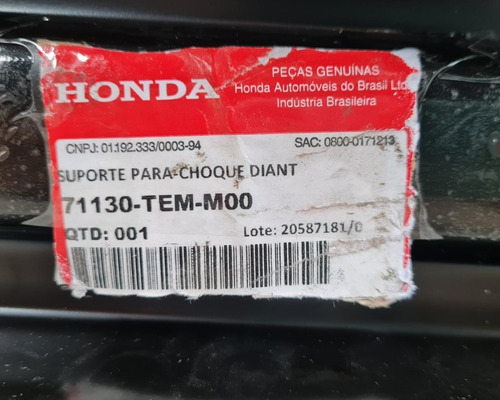 HONDA
PEÇAS GENUÍNAS
Honda Automóveis do Brasil Ltd
Indústria Brasileira
CNPJ: 01.192.333/0003-94
SAC: 0800-0171213
SUPORTE PARA-CHOQUE DIANT
71130-TEM-M00
QTD: 001
Lote: 20587181/0